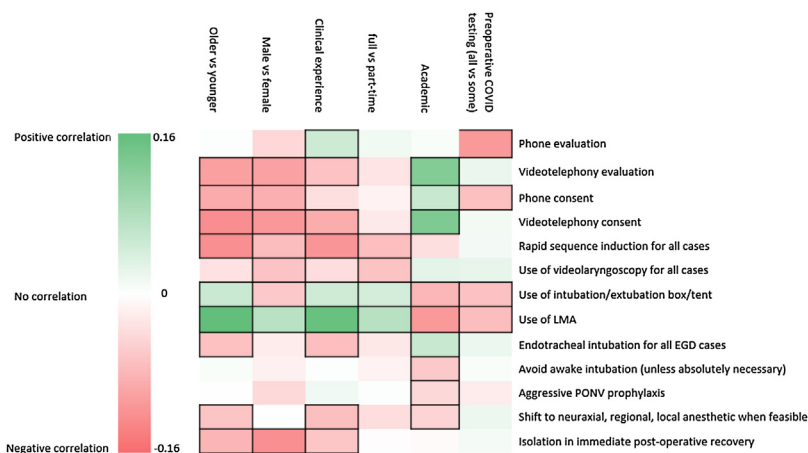 Older vs younger
Male vs female
Clinical experience
full vs part-time
Academic
Preoperative COVID
testing (all vs some)
Positive correlation
0.16
No correlation
0
Negative correlation
-0.16
Phone evaluation
Videotelephony evaluation
Phone consent
Videotelephony consent
Rapid sequence induction for all cases
Use of videolaryngoscopy for all cases
Use of intubation/extubation box/tent
Use of LMA
Endotracheal intubation for all EGD cases
Avoid awake intubation (unless absolutely necessary)
Aggressive PONV prophylaxis
Shift to neuraxial, regional, local anesthetic when feasible
Isolation in immediate post-operative recovery